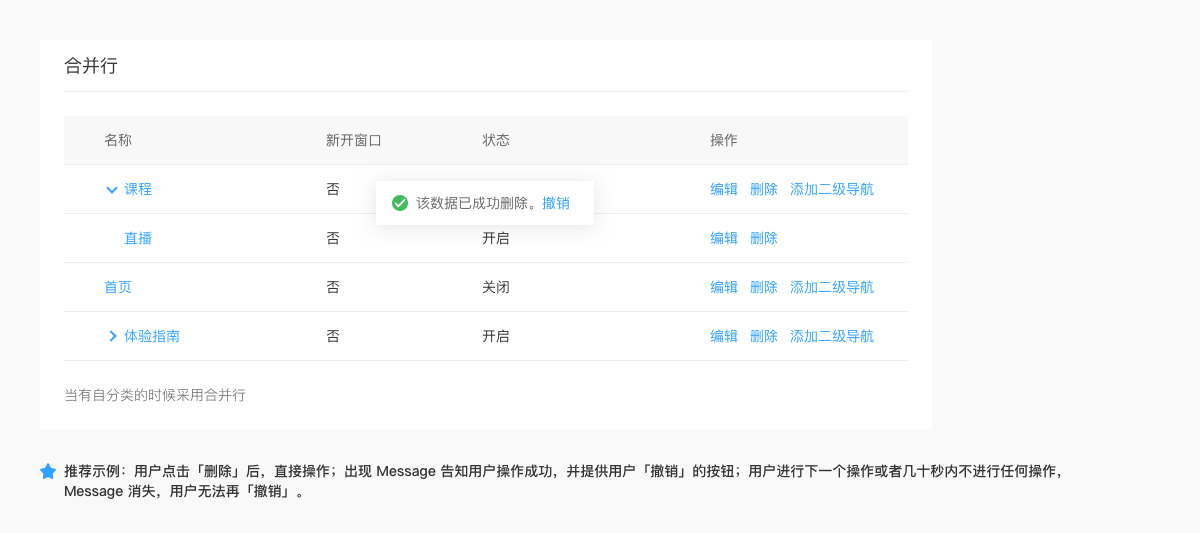 合并行
名称 新开窗口 状态 操作
课程 否 编辑 删除 添加二级导航
该数据已成功删除。撤销
直播 否 开启 编辑 删除
首页 否 关闭 编辑 删除 添加二级导航
体验指南 否 开启 编辑 删除 添加二级导航
当有自分类的时候采用合并行
推荐示例：用户点击「删除」后，直接操作；出现 Message 告知用户操作成功，并提供用户「撤销」的按钮；用户进行下一个操作或者几十秒内不进行任何操作，
Message 消失，用户无法再「撤销」。